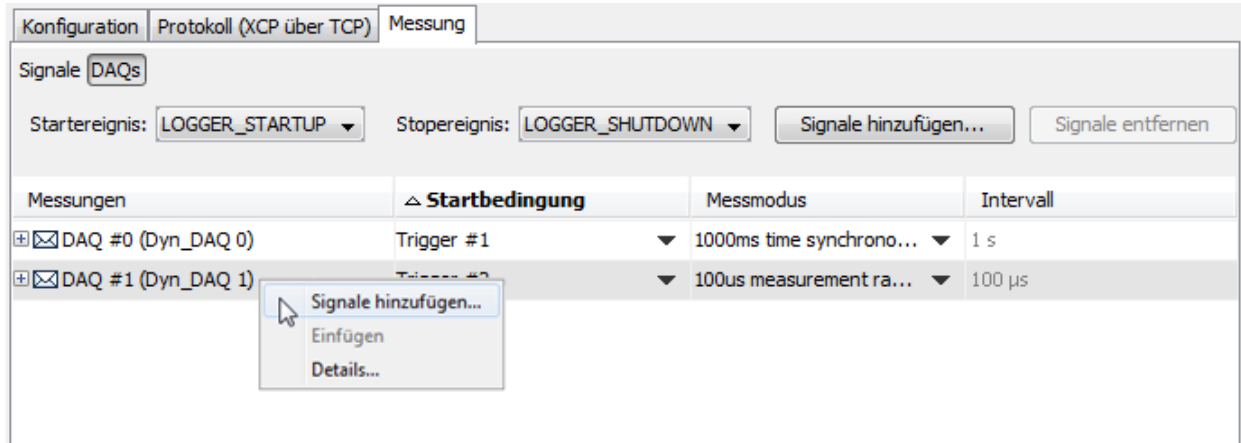 Konfiguration Protokoll (XCP über TCP) Messung
Signale DAQs
Startereignis: LOGGER_STARTUP Stopereignis: LOGGER_SHUTDOWN Signale hinzufügen... Signale entfernen
Messungen Startbedingung Messmodus Intervall
DAQ #0 (Dyn_DAQ 0) Trigger #1 1000ms time synchrono... 1 s
DAQ #1 (Dyn_DAQ 1) Trigger #2 100us measurement ra... 100 µs
Signale hinzufügen...
Einfügen
Details...